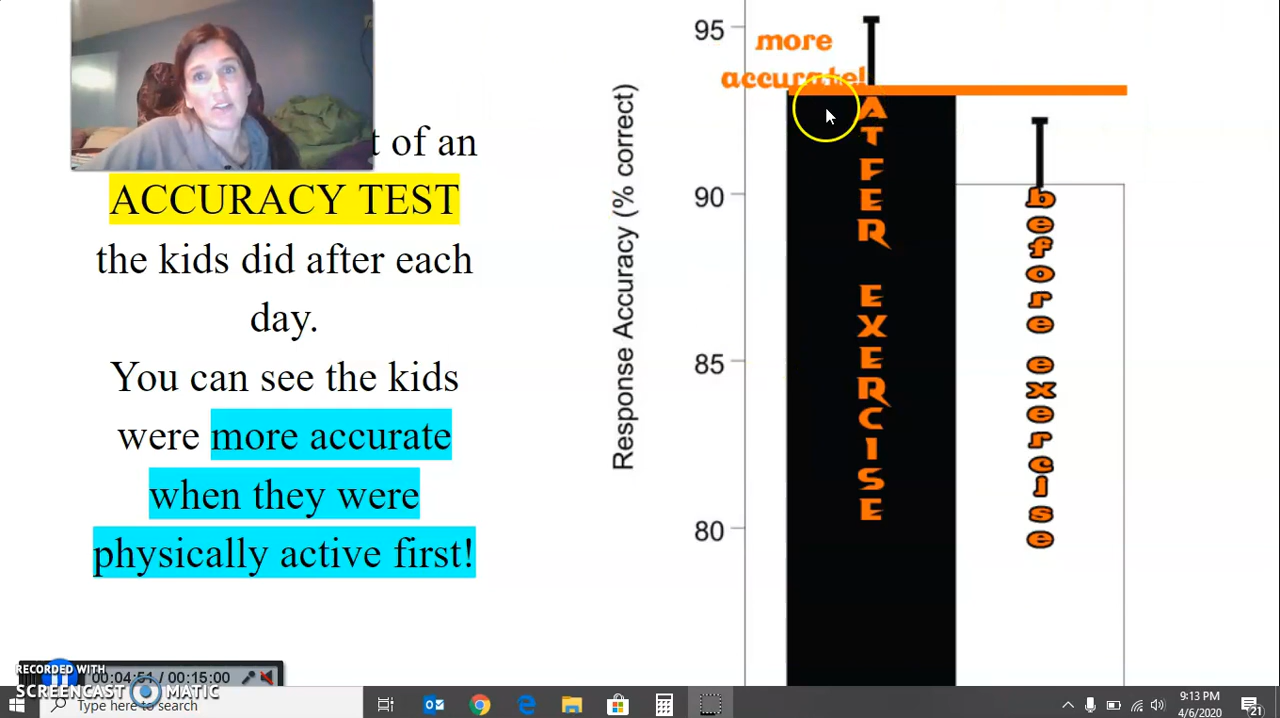 t of an
ACCURACY TEST
the kids did after each
day.
You can see the kids
were more accurate
when they were
physically active first!
Response Accuracy (% correct)
95
90
85
80
more
accurate!
ATFER EXERCISE
before exercise
RECORDED WITH
SCREENCAST MATIC
00:04:51 / 00:15:00
Type here to search
9:13 PM
4/6/2020
21